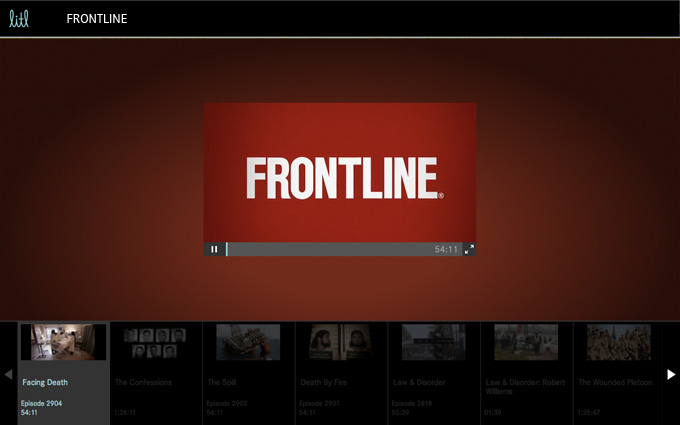 litl
FRONTLINE
FRONTLINE®
54:11
Facing Death
Episode 2904
54:11
The Confessions
1:24:11
The Spill
Episode 2902
54:11
Death By Fire
Episode 2901
54:11
Law & Disorder
Episode 2818
55:39
Law & Disorder: Robert
Williams
01:39
The Wounded Platoon
1:25:47